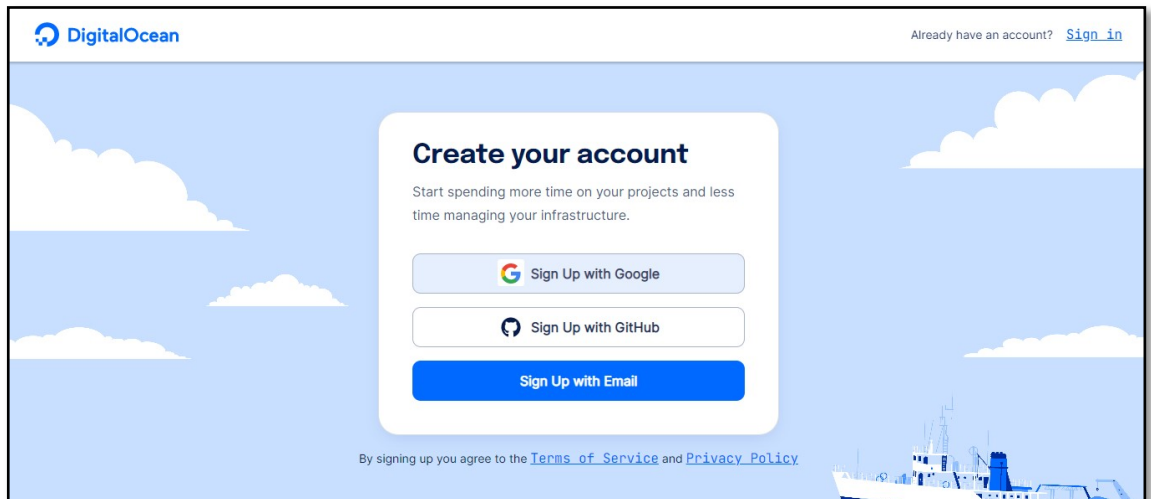 DigitalOcean
Already have an account? Sign in
Create your account
Start spending more time on your projects and less
time managing your infrastructure.
Sign Up with Google
Sign Up with GitHub
Sign Up with Email
By signing up you agree to the Terms of Service and Privacy Policy